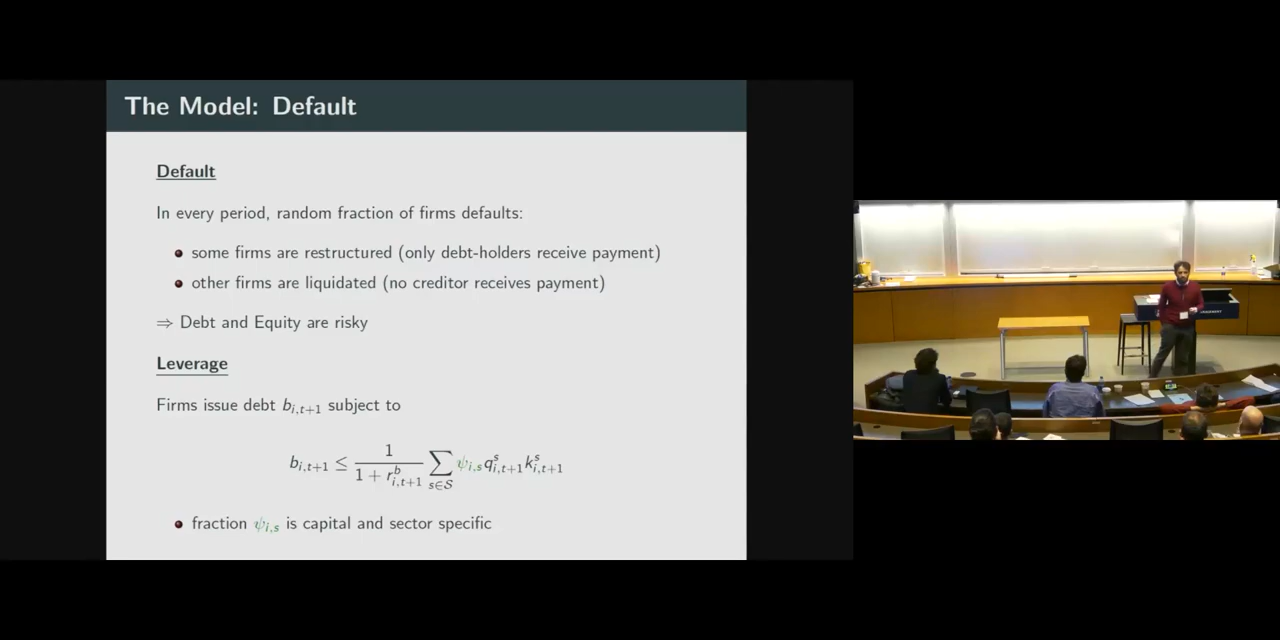 The Model: Default
Default
In every period, random fraction of firms defaults:
• some firms are restructured (only debt-holders receive payment)
• other firms are liquidated (no creditor receives payment)
⇒ Debt and Equity are risky
Leverage
Firms issue debt b_{i,t+1} subject to
b_{i,t+1} ≤ \frac{1}{1 + r^b_{i,t+1}} \sum_{s∈𝒮} ψ_{i,s} q^s_{i,t+1} k^s_{i,t+1}
• fraction ψ_{i,s} is capital and sector specific